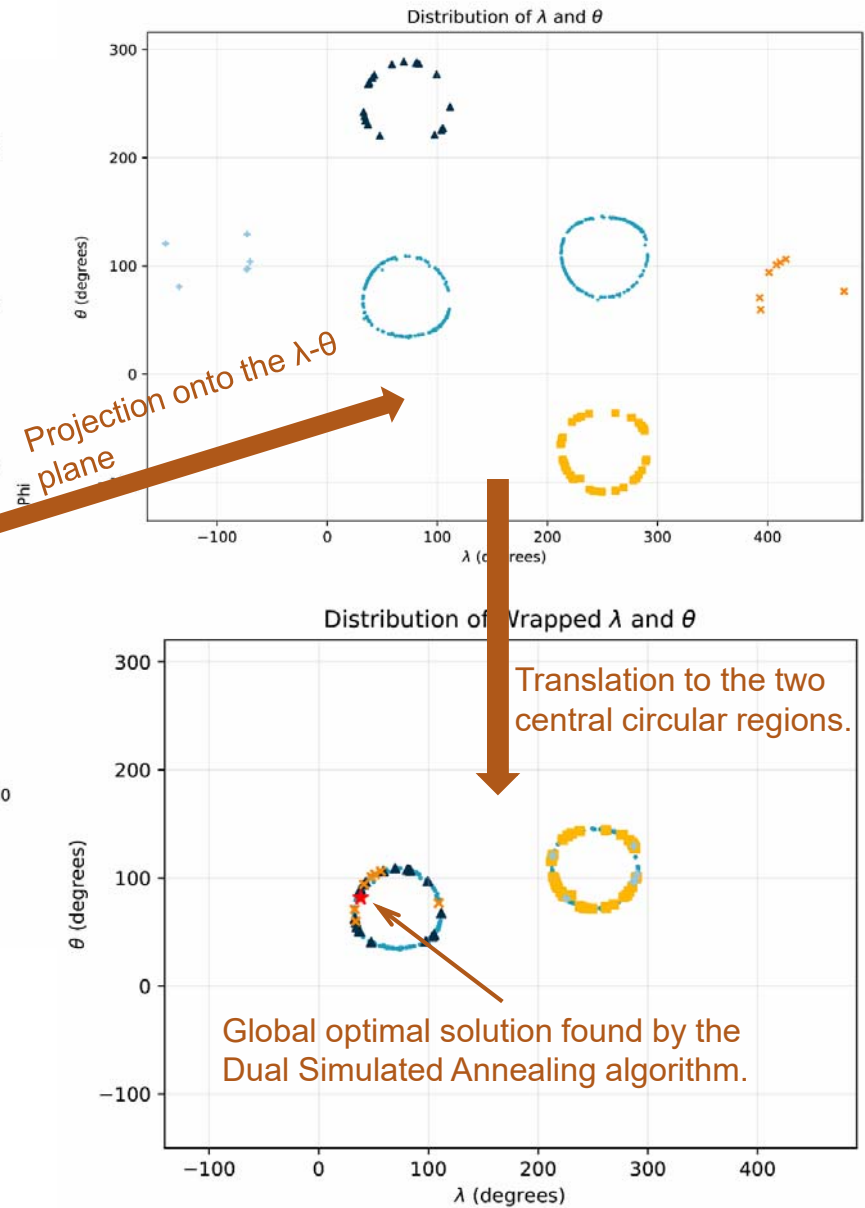 Distribution of λ and θ
300
200
100
0
θ (degrees)
Projection onto the λ-θ
plane
Phi
−100
0
100
200
300
400
λ (d rees)
Distribution of Wrapped λ and θ
Translation to the two
central circular regions.
300
200
100
0
−100
θ (degrees)
0
Global optimal solution found by the
Dual Simulated Annealing algorithm.
−100
0
100
200
300
400
λ (degrees)